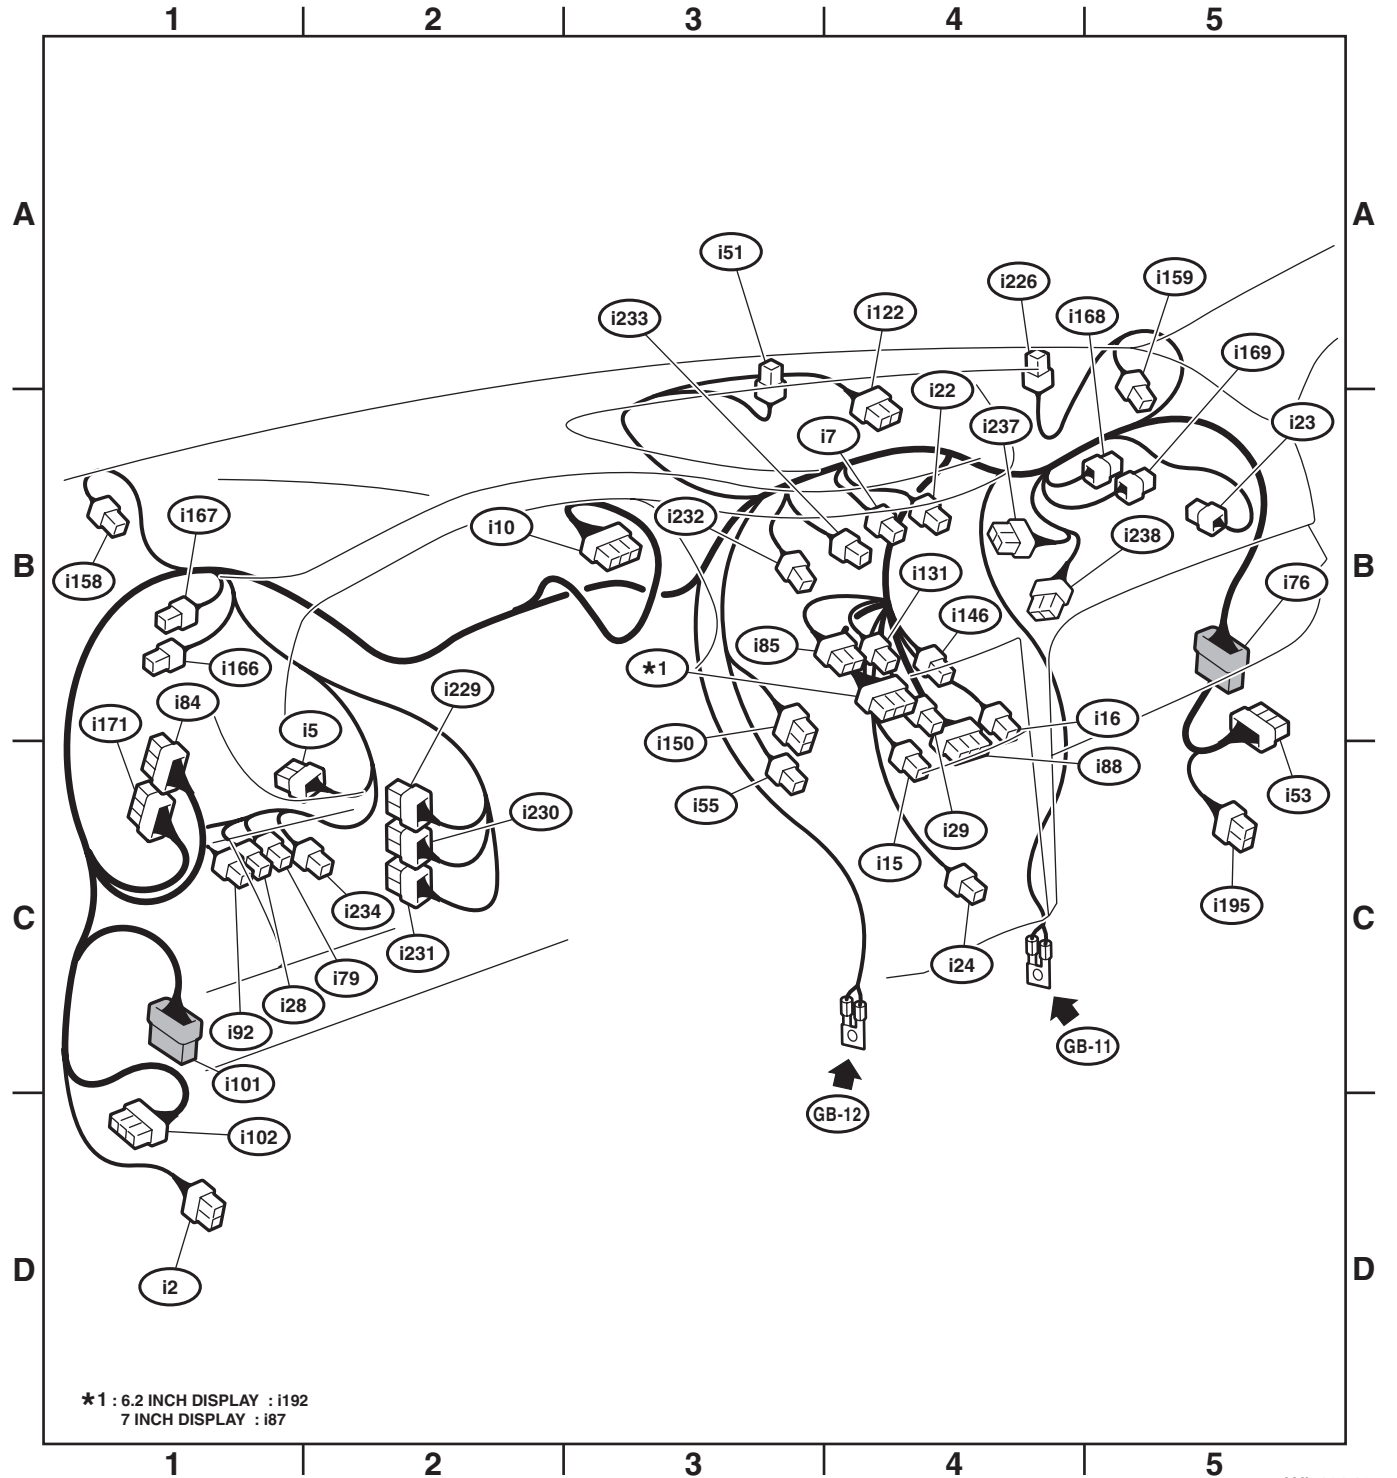 1 2 3 4 5
A A
i51
i226 i159
i233 i122 i168
i169
i22
i237 i23
i7
i167 i10 i232
i238
B B
i158 i131 i76
i146
i85
i166 *1
i84 i229
i171 i5 i150 i16
i88
i55 i53
i230
i29
i15
i234 i195
C C
i231 i24
i79
i28
i92 GB-11
i101
GB-12
i102
D D
i2
*1 : 6.2 INCH DISPLAY : i192
7 INCH DISPLAY : i87
1 2 3 4 5